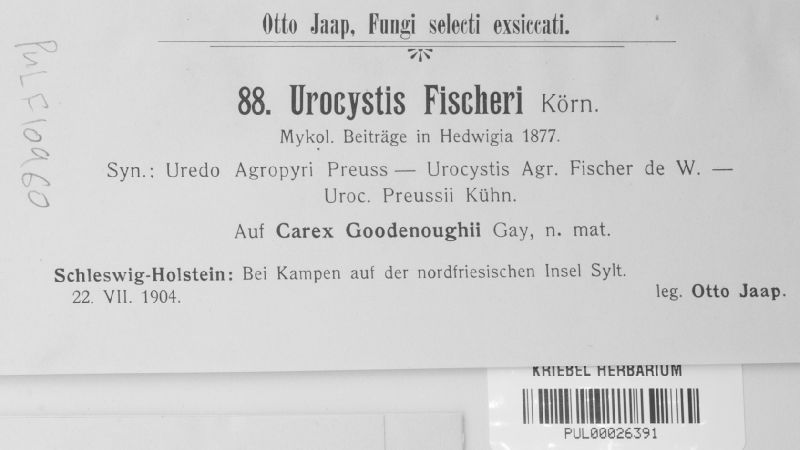 Otto Jaap, Fungi selecti exsiccati.
88. Urocystis Fischeri Körn.
Mykol. Beiträge in Hedwigia 1877.
Syn.: Uredo Agropyri Preuss — Urocystis Agr. Fischer de W. —
Uroc. Preussii Kühn.
Auf Carex Goodenoughii Gay, n. mat.
Schleswig-Holstein: Bei Kampen auf der nordfriesischen Insel Sylt.
22. VII. 1904.
leg. Otto Jaap.
PUL F10960
KRIEBEL HERBARIUM
PUL00026391